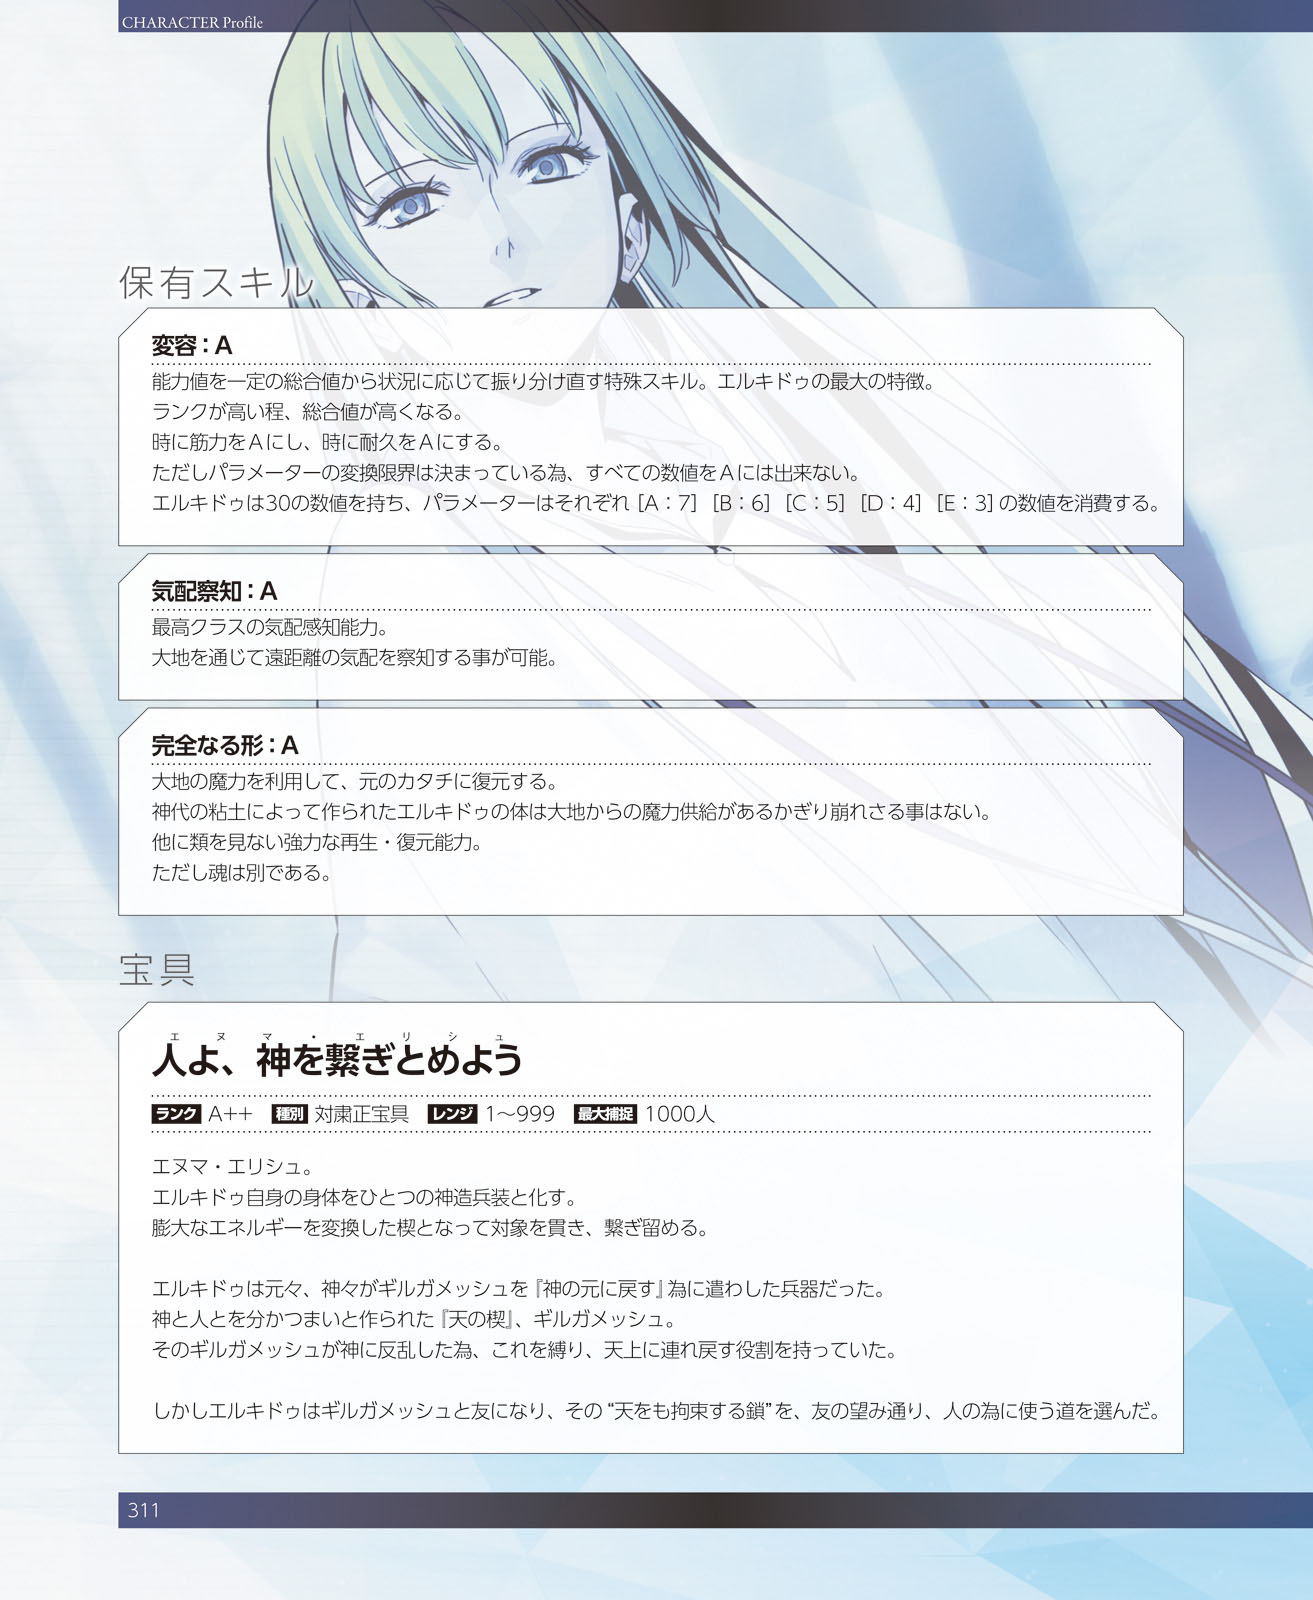 CHARACTER Profile
保有スキル
変容：A
能力値を一定の総合値から状況に応じて振り分け直す特殊スキル。エルキドゥの最大の特徴。
ランクが高い程、総合値が高くなる。
時に筋力をAにし、時に耐久をAにする。
ただしパラメーターの変換限界は決まっている為、すべての数値をAには出来ない。
エルキドゥは30の数値を持ち、パラメーターはそれぞれ［A：7］［B：6］［C：5］［D：4］［E：3］の数値を消費する。
気配察知：A
最高クラスの気配感知能力。
大地を通じて遠距離の気配を察知する事が可能。
完全なる形：A
大地の魔力を利用して、元のカタチに復元する。
神代の粘土によって作られたエルキドゥの体は大地からの魔力供給があるかぎり崩れさる事はない。
他に類を見ない強力な再生・復元能力。
ただし魂は別である。
宝具
エヌマ・エリシュ
人よ、神を繋ぎとめよう
ランク A++ 種別 対粛正宝具 レンジ 1～999 最大捕捉 1000人
エヌマ・エリシュ。
エルキドゥ自身の身体をひとつの神造兵装と化す。
膨大なエネルギーを変換した楔となって対象を貫き、繋ぎ留める。
エルキドゥは元々、神々がギルガメッシュを『神の元に戻す』為に遣わした兵器だった。
神と人とを分かつまいと作られた『天の楔』、ギルガメッシュ。
そのギルガメッシュが神に反乱した為、これを縛り、天上に連れ戻す役割を持っていた。
しかしエルキドゥはギルガメッシュと友になり、その“天をも拘束する鎖”を、友の望み通り、人の為に使う道を選んだ。
311